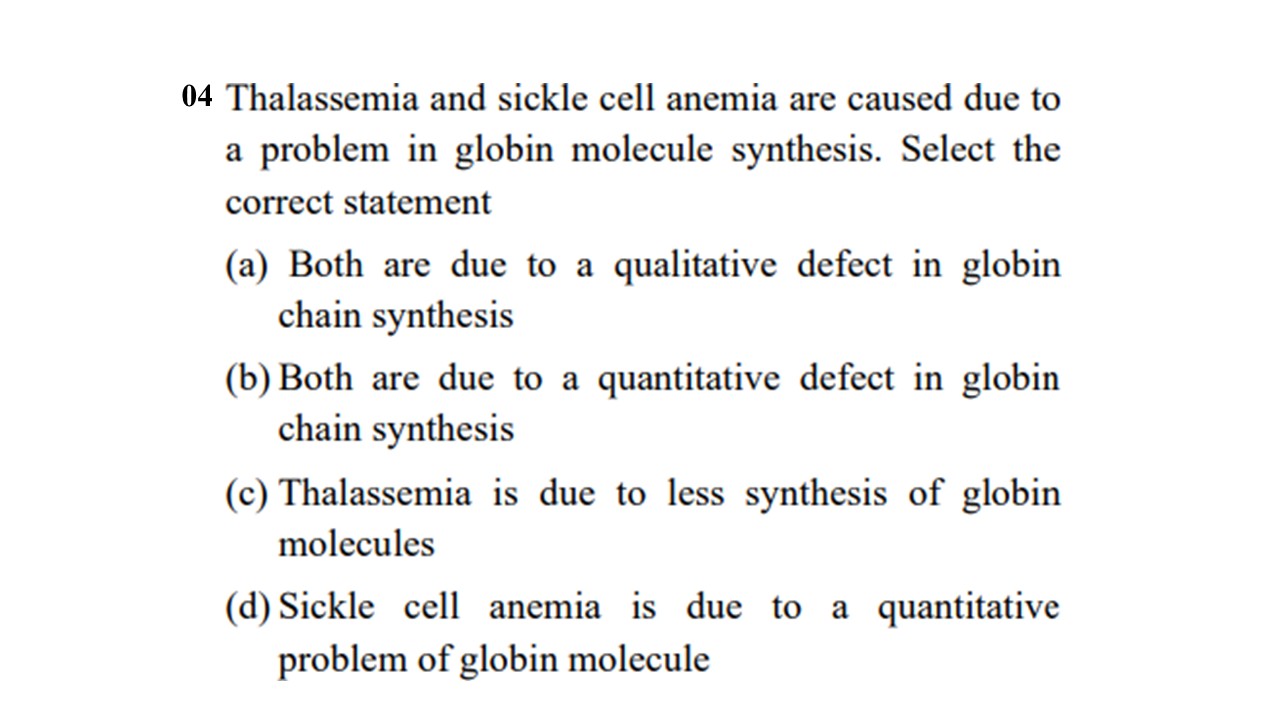 04 Thalassemia and sickle cell anemia are caused due to
a problem in globin molecule synthesis. Select the
correct statement
(a) Both are due to a qualitative defect in globin
chain synthesis
(b) Both are due to a quantitative defect in globin
chain synthesis
(c) Thalassemia is due to less synthesis of globin
molecules
(d) Sickle cell anemia is due to a quantitative
problem of globin molecule